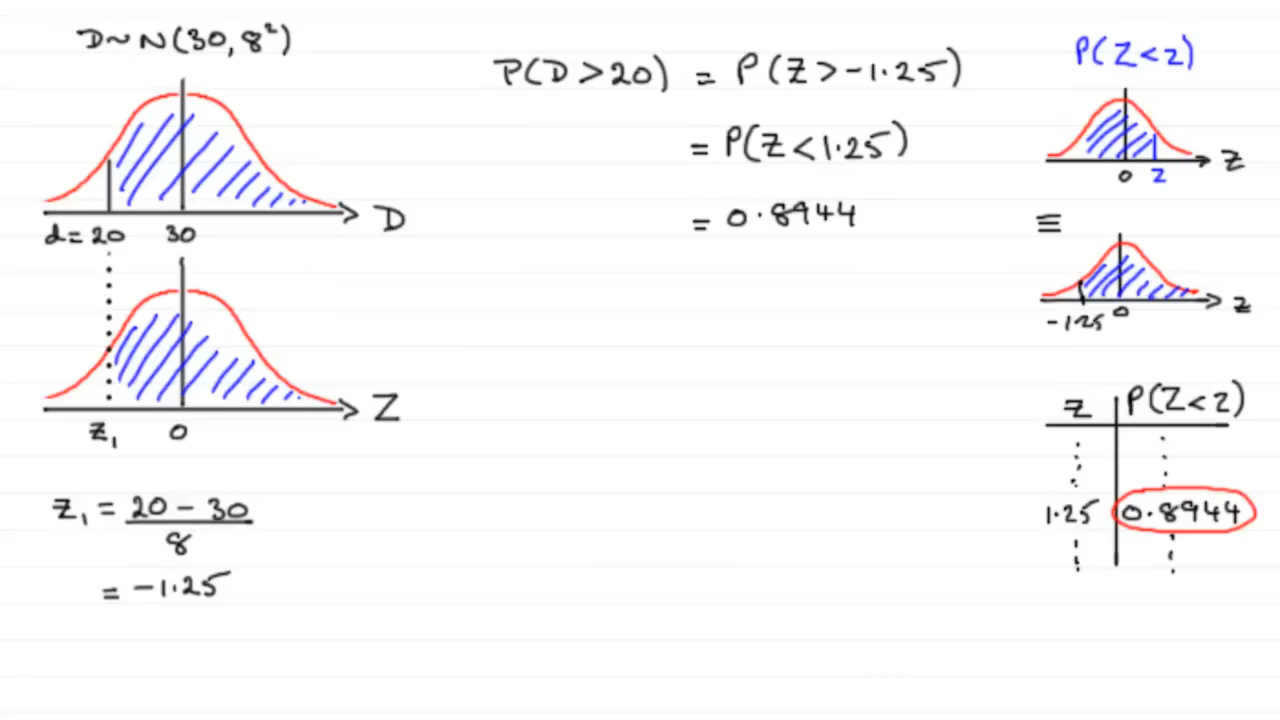 D~N(30,8²)
d= 20 30 D
z₁ 0 Z
z₁ = 20 - 30
8
= -1.25
P(D>20) = P(Z>-1.25)
= P(Z<1.25)
= 0.8944
P(Z<z)
0 z Z
≡
-1.25 0 z
z P(Z<z)
1.25 0.8944